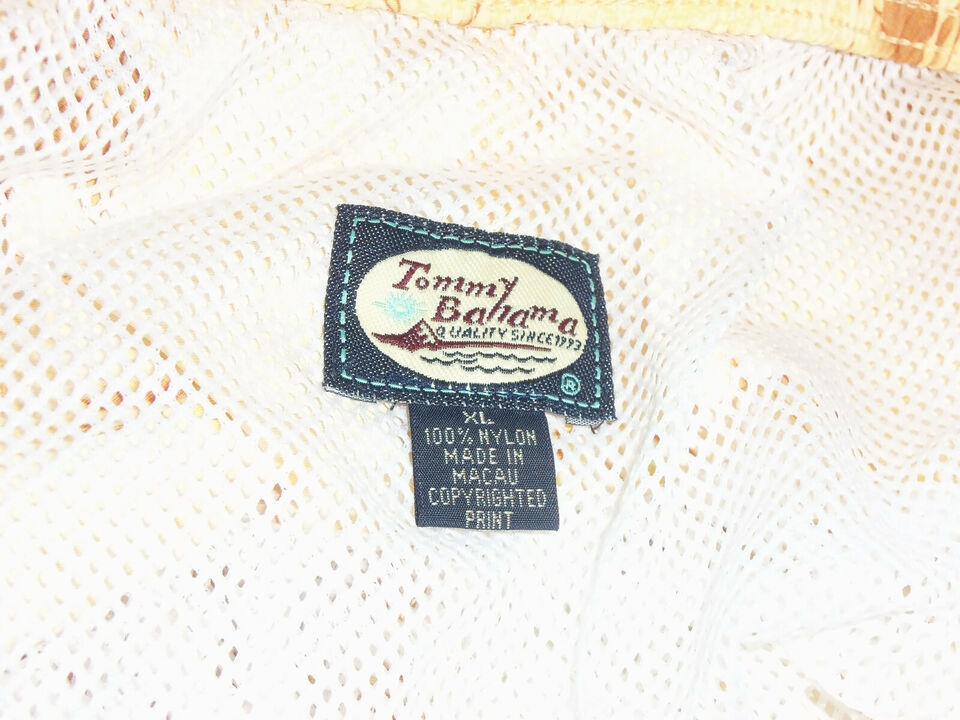 Tommy
Bahama
QUALITY SINCE 1993
®
XL
100% NYLON
MADE IN
MACAU
COPYRIGHTED
PRINT